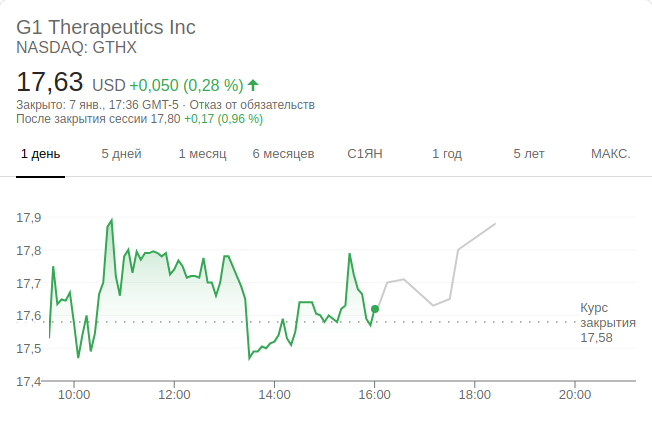 G1 Therapeutics Inc
NASDAQ: GTHX
17,63 USD +0,050 (0,28 %)
Закрыто: 7 янв., 17:36 GMT-5 · Отказ от обязательств
После закрытия сессии 17,80 +0,17 (0,96 %)
1 день 5 дней 1 месяц 6 месяцев С1ЯН 1 год 5 лет МАКС.
17,9
17,8
17,7
17,6
17,5
17,4
Курс
закрытия
17,58
10:00 12:00 14:00 16:00 18:00 20:00